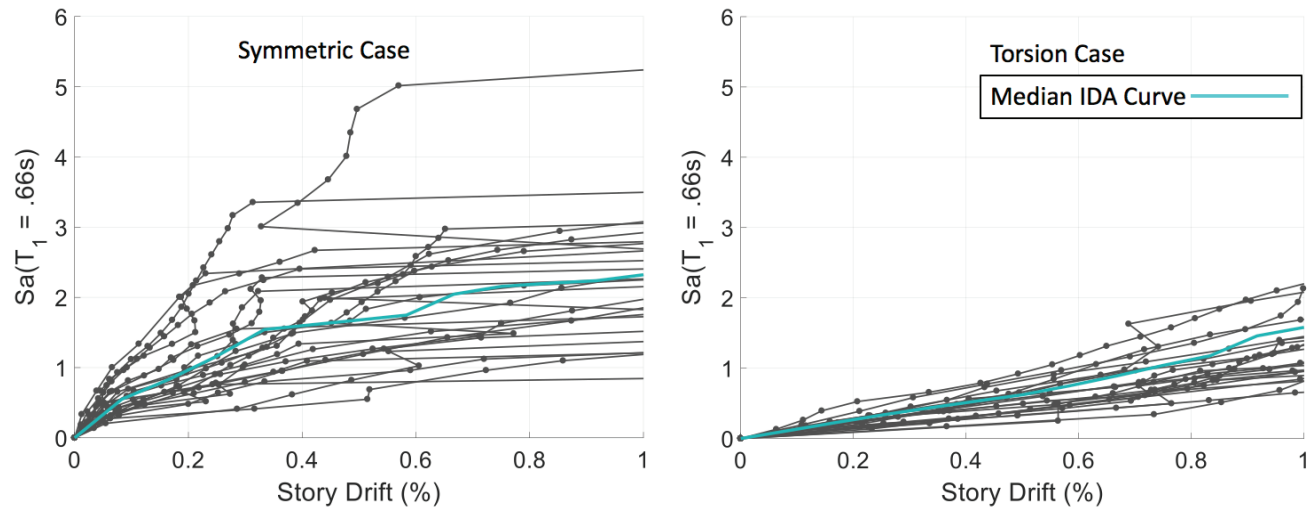 Symmetric Case
Sa(T_1 = .66s)
6
5
4
3
2
1
0
0 0.2 0.4 0.6 0.8 1
Story Drift (%)
Torsion Case
Median IDA Curve
Sa(T_1 = .66s)
6
5
4
3
2
1
0
0 0.2 0.4 0.6 0.8 1
Story Drift (%)